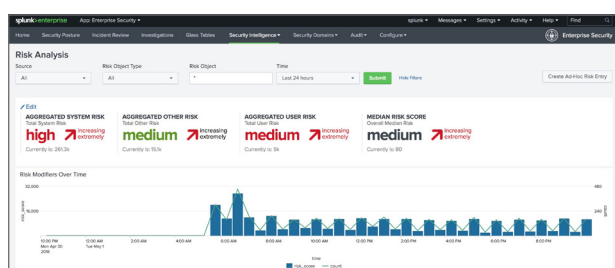 splunk>enterprise App: Enterprise Security splunk Messages Settings Activity Help Find
Home Security Posture Incident Review Investigations Glass Tables Security Intelligence Security Domains Audit Configure Enterprise Security
Risk Analysis
Source Risk Object Type Risk Object Time
All All * Last 24 hours Submit Hide Filters Create Ad-Hoc Risk Entry
Edit
AGGREGATED SYSTEM RISK AGGREGATED OTHER RISK AGGREGATED USER RISK MEDIAN RISK SCORE
Total System Risk Total Other Risk Total User Risk Overall Median Risk
high increasing extremely medium increasing extremely medium increasing extremely medium increasing extremely
Currently is: 261.3k Currently is: 15.1k Currently is: 5k Currently is: 80
Risk Modifiers Over Time
32,000 480
risk_score 16,000 240 count
10:00 PM 12:00 AM 2:00 AM 4:00 AM 6:00 AM 8:00 AM 10:00 AM 12:00 PM 2:00 PM 4:00 PM 6:00 PM 8:00 PM
Mon Apr 30 Tue May 1
2018
time
risk_score count